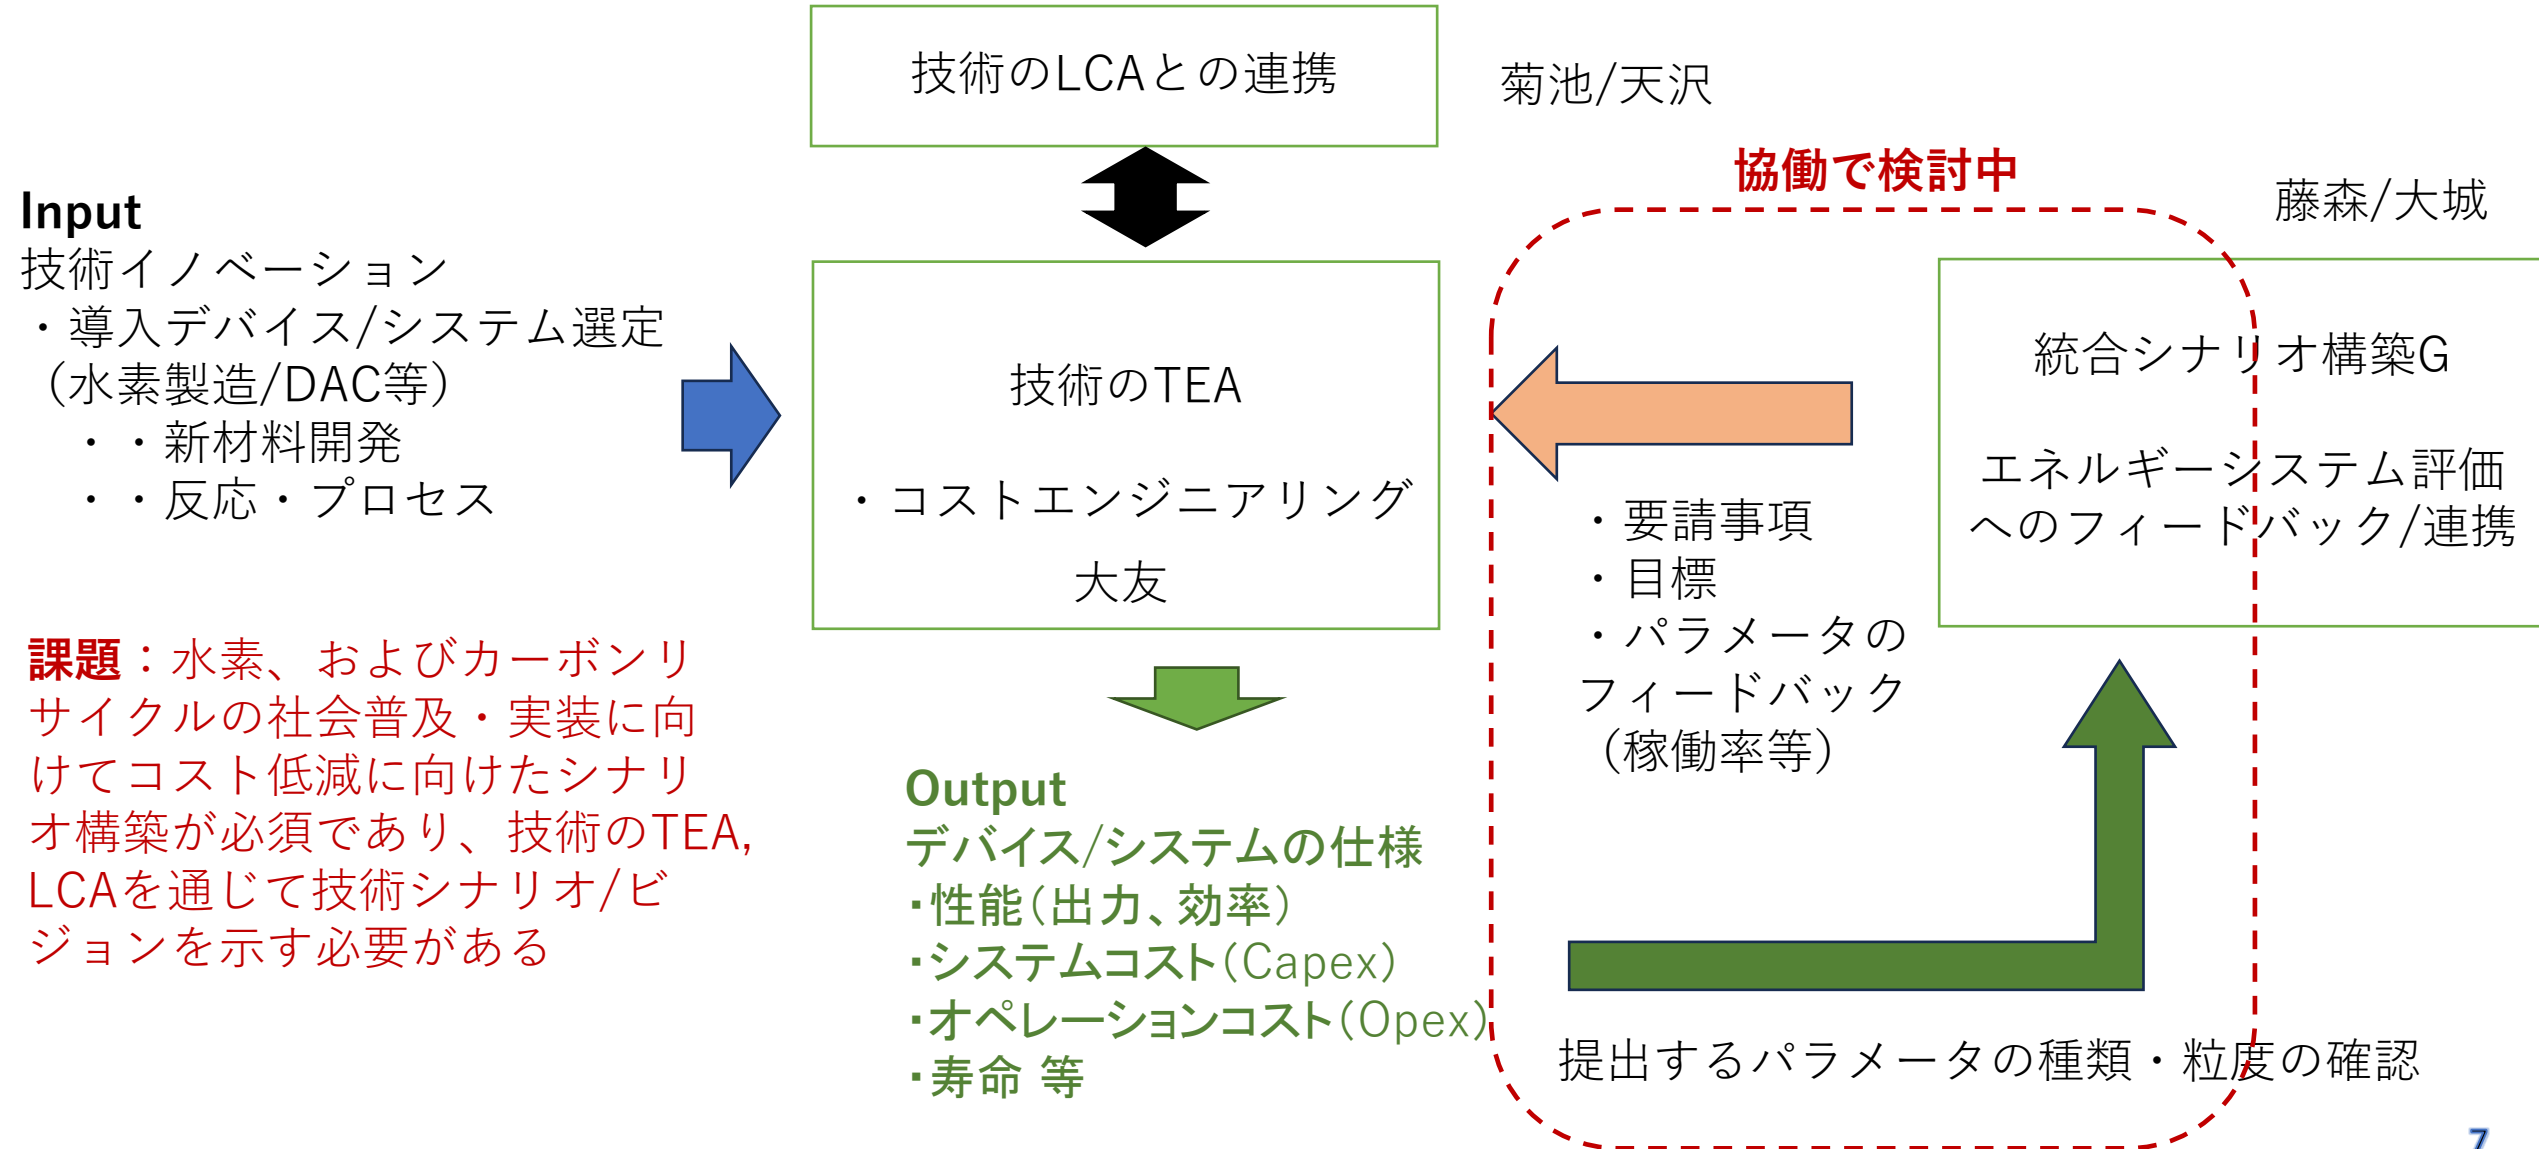 技術のLCAとの連携
菊池/天沢
協働で検討中
藤森/大城
Input
技術イノベーション
・導入デバイス/システム選定
（水素製造/DAC等）
・・新材料開発
・・反応・プロセス
技術のTEA
・コストエンジニアリング
大友
統合シナリオ構築G
エネルギーシステム評価
へのフィードバック/連携
・要請事項
・目標
・パラメータの
フィードバック
（稼働率等）
課題：水素、およびカーボンリ
サイクルの社会普及・実装に向
けてコスト低減に向けたシナリ
オ構築が必須であり、技術のTEA,
LCAを通じて技術シナリオ/ビ
ジョンを示す必要がある
Output
デバイス/システムの仕様
・性能（出力、効率）
・システムコスト（Capex）
・オペレーションコスト（Opex）
・寿命 等
提出するパラメータの種類・粒度の確認
7